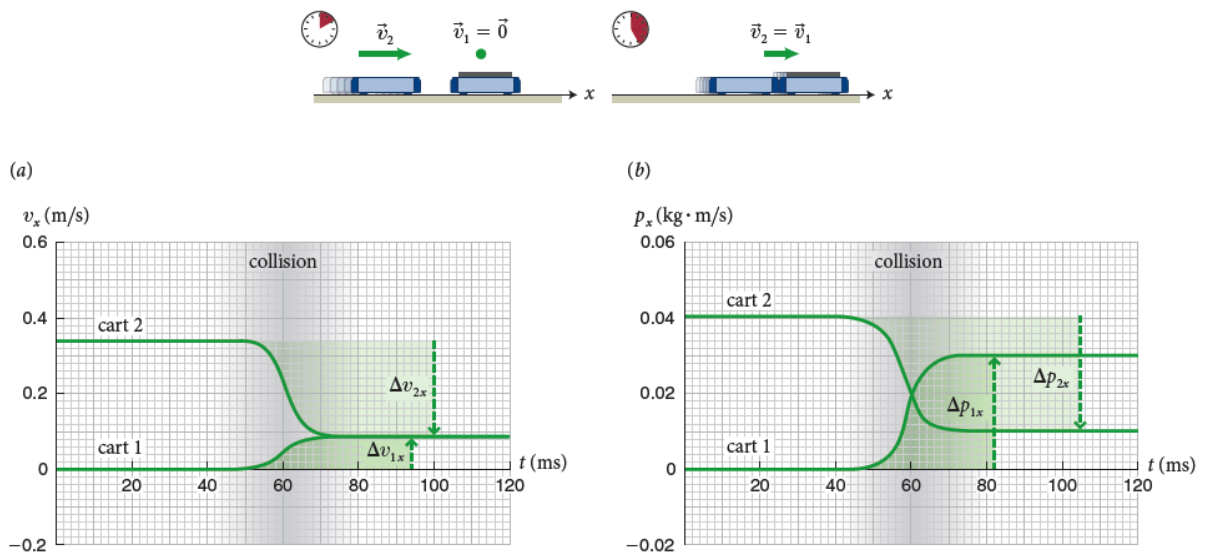 v⃗₂ v⃗₁ = 0⃗ v⃗₂ = v⃗₁
x x
(a)
vₓ (m/s)
0.6
collision
cart 2
0.4
Δv₂ₓ
0.2
cart 1
Δv₁ₓ
0
t (ms)
20 40 60 80 100 120
−0.2
(b)
pₓ (kg · m/s)
0.06
collision
cart 2
0.04
Δp₂ₓ
Δp₁ₓ
0.02
cart 1
0
t (ms)
20 40 60 80 100 120
−0.02